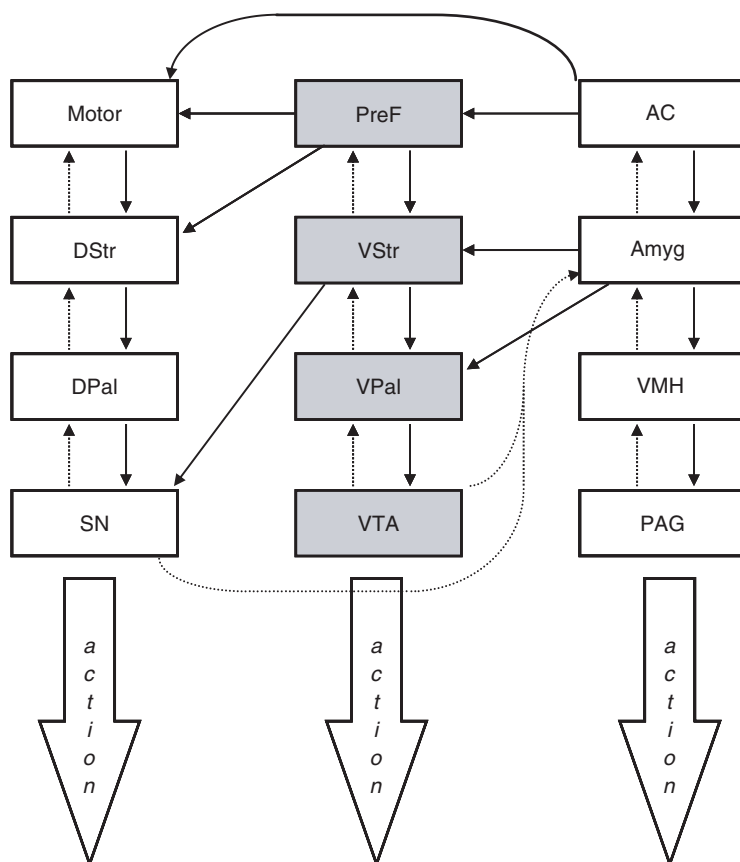 Motor
PreF
AC
DStr
VStr
Amyg
DPal
VPal
VMH
SN
VTA
PAG
action
action
action